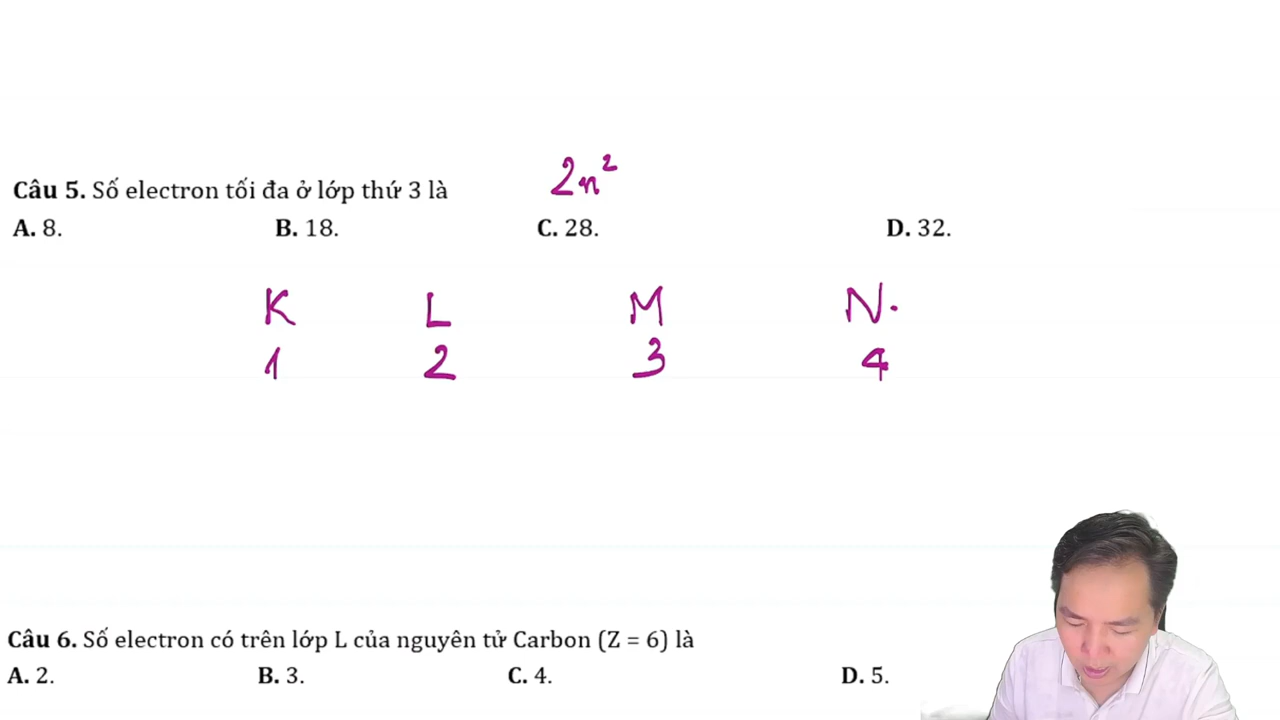 Câu 5. Số electron tối đa ở lớp thứ 3 là 2n²
A. 8. B. 18. C. 28. D. 32.
K L M N.
1 2 3 4
Câu 6. Số electron có trên lớp L của nguyên tử Carbon (Z = 6) là
A. 2. B. 3. C. 4. D. 5.